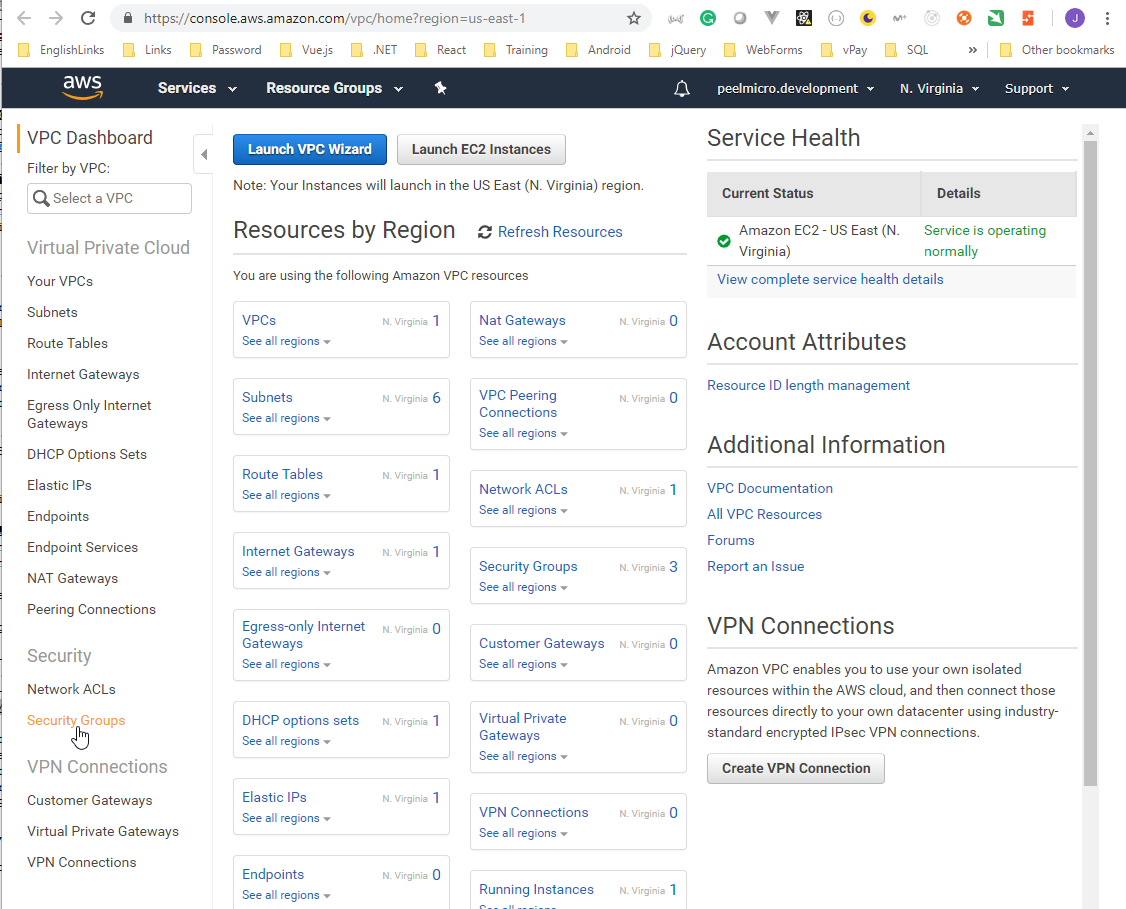 https://console.aws.amazon.com/vpc/home?region=us-east-1
J
EnglishLinks
Links
Password
Vue.js
.NET
React
Training
Android
jQuery
WebForms
vPay
SQL
»
Other bookmarks
aws
Services
Resource Groups
peelmicro.development
N. Virginia
Support
VPC Dashboard
Filter by VPC:
Select a VPC
Virtual Private Cloud
Your VPCs
Subnets
Route Tables
Internet Gateways
Egress Only Internet
Gateways
DHCP Options Sets
Elastic IPs
Endpoints
Endpoint Services
NAT Gateways
Peering Connections
Security
Network ACLs
Security Groups
VPN Connections
Customer Gateways
Virtual Private Gateways
VPN Connections
Launch VPC Wizard
Launch EC2 Instances
Note: Your Instances will launch in the US East (N. Virginia) region.
Resources by Region
Refresh Resources
You are using the following Amazon VPC resources
VPCs N. Virginia 1
See all regions
Subnets N. Virginia 6
See all regions
Route Tables N. Virginia 1
See all regions
Internet Gateways N. Virginia 1
See all regions
Egress-only Internet N. Virginia 0
Gateways
See all regions
DHCP options sets N. Virginia 1
See all regions
Elastic IPs N. Virginia 1
See all regions
Endpoints N. Virginia 0
See all regions
Nat Gateways N. Virginia 0
See all regions
VPC Peering N. Virginia 0
Connections
See all regions
Network ACLs N. Virginia 1
See all regions
Security Groups N. Virginia 3
See all regions
Customer Gateways N. Virginia 0
See all regions
Virtual Private N. Virginia 0
Gateways
See all regions
VPN Connections N. Virginia 0
See all regions
Running Instances N. Virginia 1
See all regions
Service Health
Current Status Details
Amazon EC2 - US East (N.
Virginia)
Service is operating
normally
View complete service health details
Account Attributes
Resource ID length management
Additional Information
VPC Documentation
All VPC Resources
Forums
Report an Issue
VPN Connections
Amazon VPC enables you to use your own isolated
resources within the AWS cloud, and then connect those
resources directly to your own datacenter using industry-
standard encrypted IPsec VPN connections.
Create VPN Connection